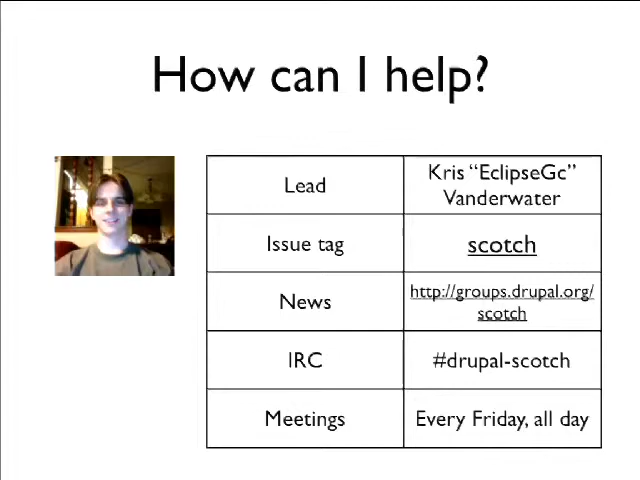 How can I help?
Lead
Kris “EclipseGc”
Vanderwater
Issue tag
scotch
News
http://groups.drupal.org/
scotch
IRC
#drupal-scotch
Meetings
Every Friday, all day